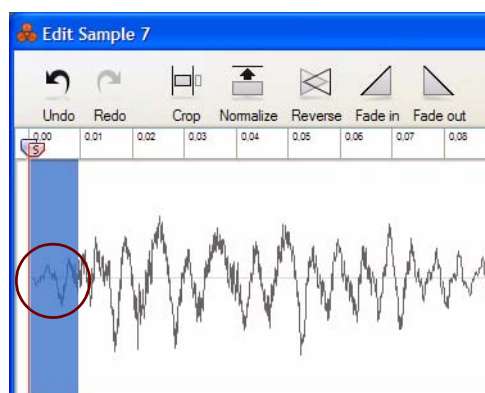 Edit Sample 7
Undo Redo Crop Normalize Reverse Fade in Fade out
0,00 0,01 0,02 0,03 0,04 0,05 0,06 0,07 0,08
S